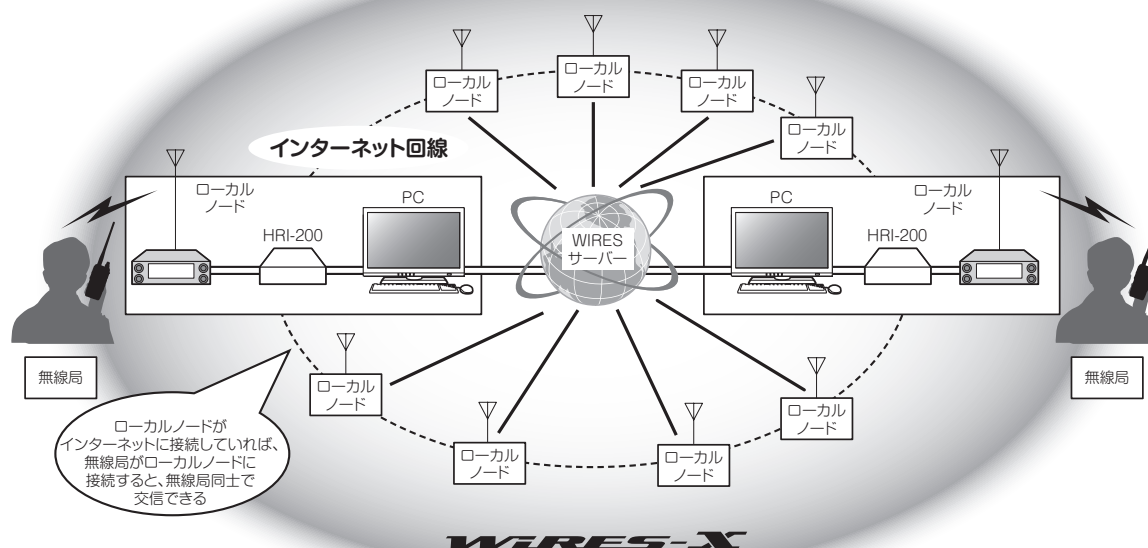 ローカル
ノード
ローカル
ノード
ローカル
ノード
ローカル
ノード
インターネット回線
ローカル
ノード
HRI-200
PC
WIRES
サーバー
PC
HRI-200
ローカル
ノード
無線局
無線局
ローカル
ノード
ローカル
ノード
ローカル
ノード
ローカル
ノード
ローカルノードが
インターネットに接続していれば、
無線局がローカルノードに
接続すると、無線局同士で
交信できる
WIRES-X